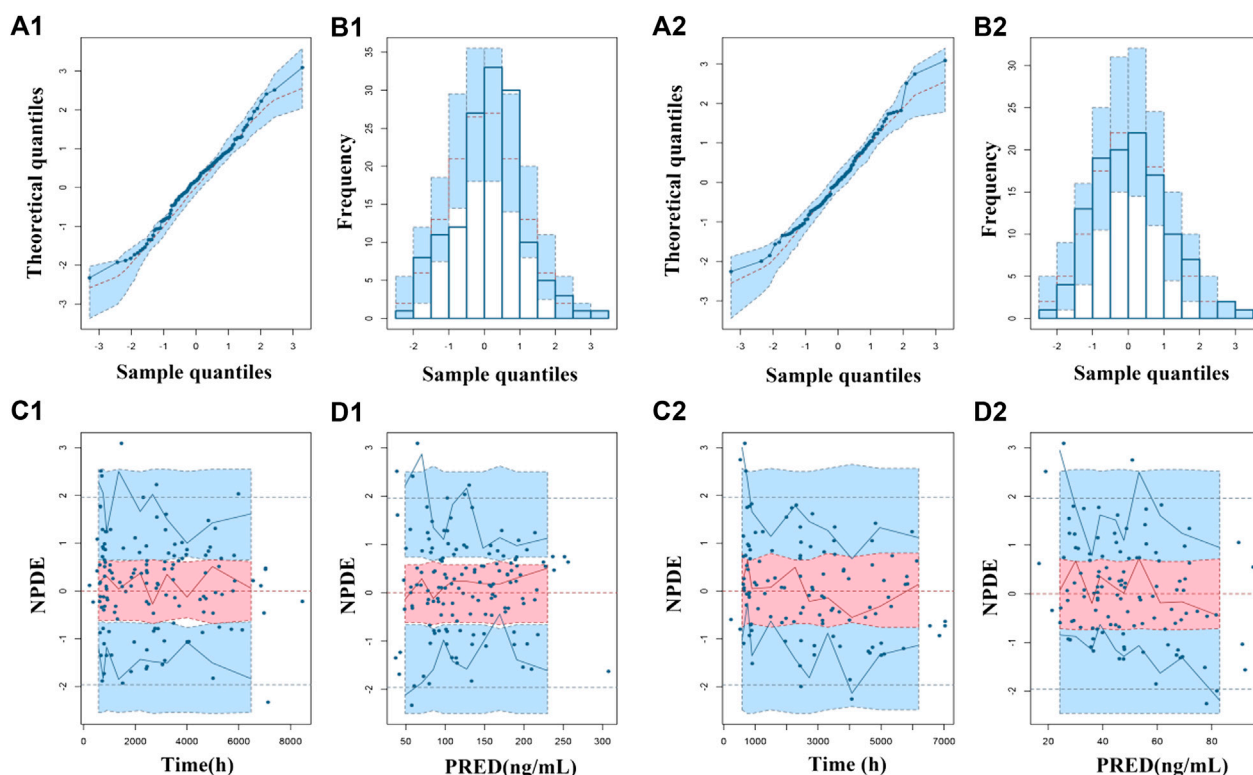 A1
B1
A2
B2
Theoretical quantiles
3
2
1
0
-1
-2
-3
-3 -2 -1 0 1 2 3
Sample quantiles
Frequency
35
30
25
20
15
10
5
0
-2 -1 0 1 2 3
Sample quantiles
Theoretical quantiles
3
2
1
0
-1
-2
-3
-3 -2 -1 0 1 2 3
Sample quantiles
Frequency
30
25
20
15
10
5
0
-2 -1 0 1 2 3
Sample quantiles
C1
D1
C2
D2
NPDE
3
2
1
0
-1
-2
0 2000 4000 6000 8000
Time(h)
NPDE
3
2
1
0
-1
-2
50 100 150 200 250 300
PRED(ng/mL)
NPDE
3
2
1
0
-1
-2
0 1000 3000 5000 7000
Time (h)
NPDE
3
2
1
0
-1
-2
20 40 60 80
PRED(ng/mL)